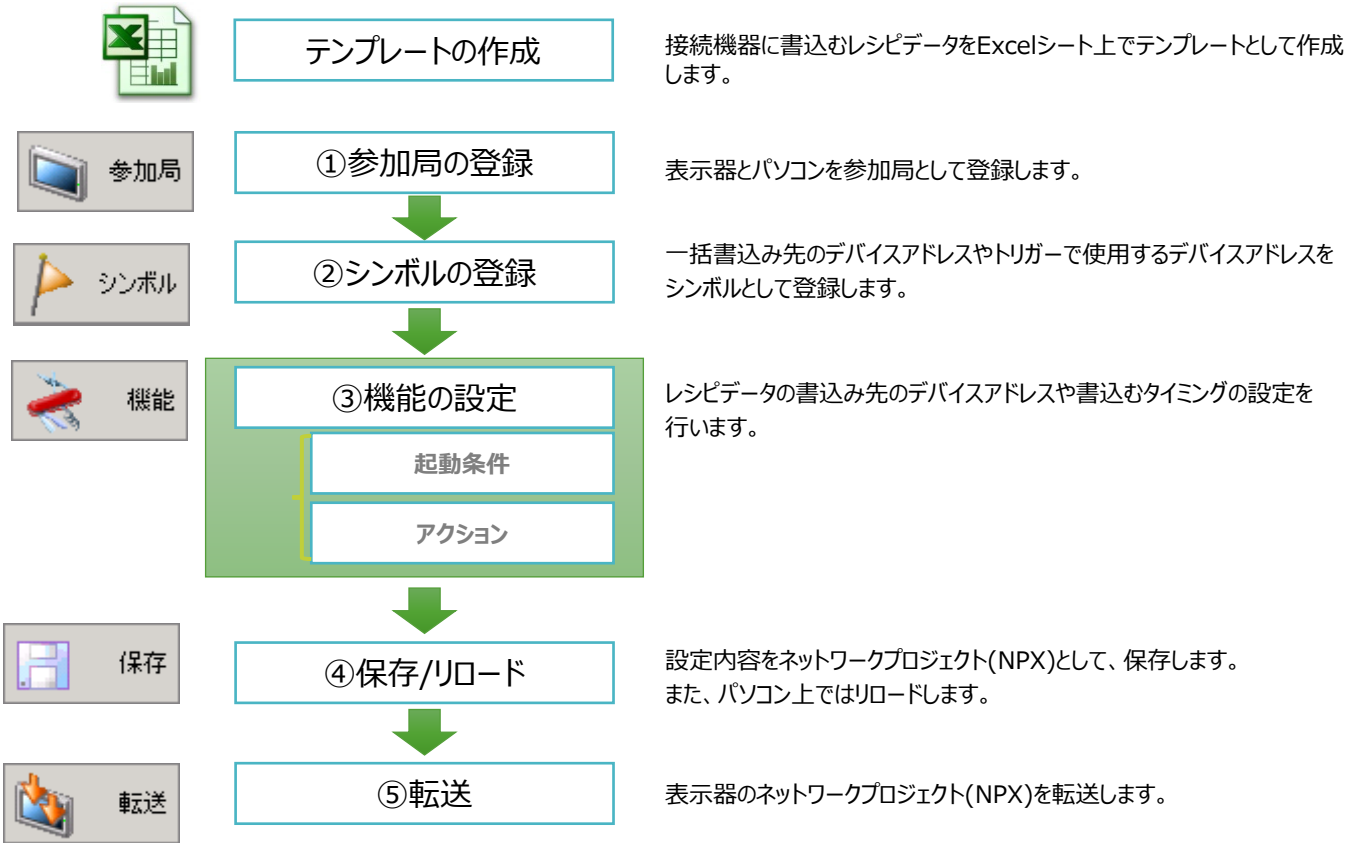 テンプレートの作成
接続機器に書込むレシピデータをExcelシート上でテンプレートとして作成
します。
参加局
①参加局の登録
表示器とパソコンを参加局として登録します。
シンボル
②シンボルの登録
一括書込み先のデバイスアドレスやトリガーで使用するデバイスアドレスを
シンボルとして登録します。
機能
③機能の設定
レシピデータの書込み先のデバイスアドレスや書込むタイミングの設定を
行います。
起動条件
アクション
保存
④保存/リロード
設定内容をネットワークプロジェクト(NPX)として、保存します。
また、パソコン上ではリロードします。
転送
⑤転送
表示器のネットワークプロジェクト(NPX)を転送します。